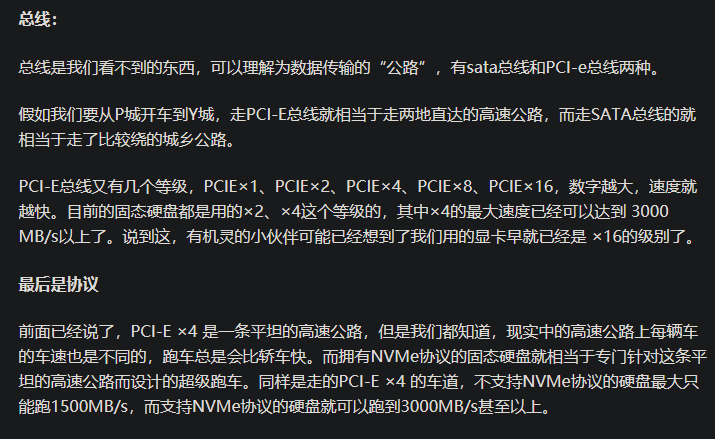 总线：
总线是我们看不到的东西，可以理解为数据传输的“公路”，有sata总线和PCI-e总线两种。
假如我们要从P城开车到Y城，走PCI-E总线就相当于走两地直达的高速公路，而走SATA总线的就
相当于走了比较绕的城乡公路。
PCI-E总线又有几个等级，PCIE×1、PCIE×2、PCIE×4、PCIE×8、PCIE×16，数字越大，速度就
越快。目前的固态硬盘都是用的×2、×4这个等级的，其中×4的最大速度已经可以达到 3000
MB/s以上了。说到这，有机灵的小伙伴可能已经想到了我们用的显卡早就已经是 ×16的级别了。
最后是协议
前面已经说了，PCI-E ×4 是一条平坦的高速公路，但是我们都知道，现实中的高速公路上每辆车
的车速也是不同的，跑车总是会比轿车快。而拥有NVMe协议的固态硬盘就相当于专门针对这条平
坦的高速公路而设计的超级跑车。同样是走的PCI-E ×4 的车道，不支持NVMe协议的硬盘最大只
能跑1500MB/s，而支持NVMe协议的硬盘就可以跑到3000MB/s甚至以上。